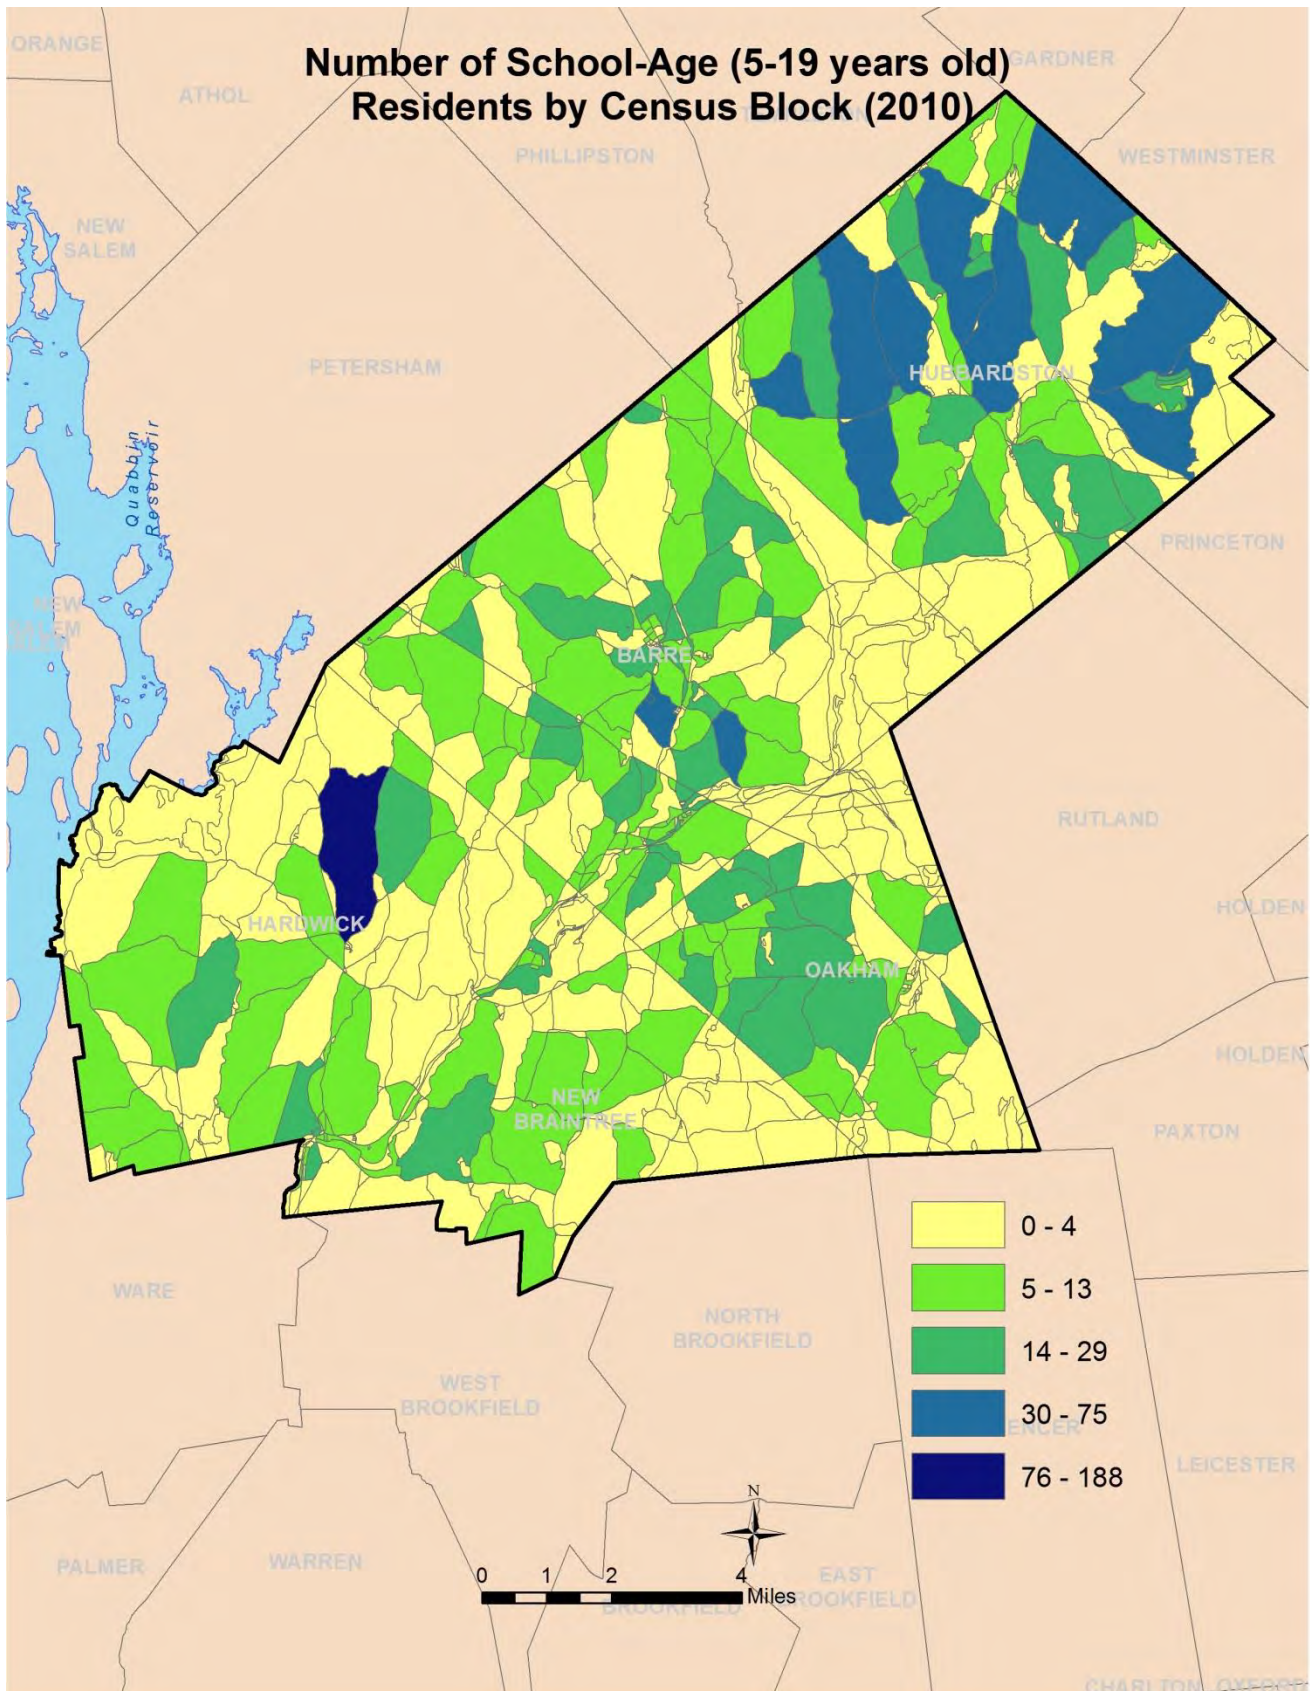 Number of School-Age (5-19 years old)
Residents by Census Block (2010)
ORANGE
ATHOL
GARDNER
PHILLIPSTON
WESTMINSTER
NEW
SALEM
PETERSHAM
HUBBARDSTON
Quabbin
Reservoir
PRINCETON
NEW
SALEM
BARRE
RUTLAND
HARDWICK
HOLDEN
OAKHAM
HOLDEN
NEW
BRAINTREE
PAXTON
WARE
NORTH
BROOKFIELD
WEST
BROOKFIELD
0 - 4
5 - 13
14 - 29
30 - 75
ENCER
76 - 188
LEICESTER
N
PALMER
WARREN
0 1 2 4
Miles
EAST
BROOKFIELD
BROOKFIELD
CHARLTON
OXFORD